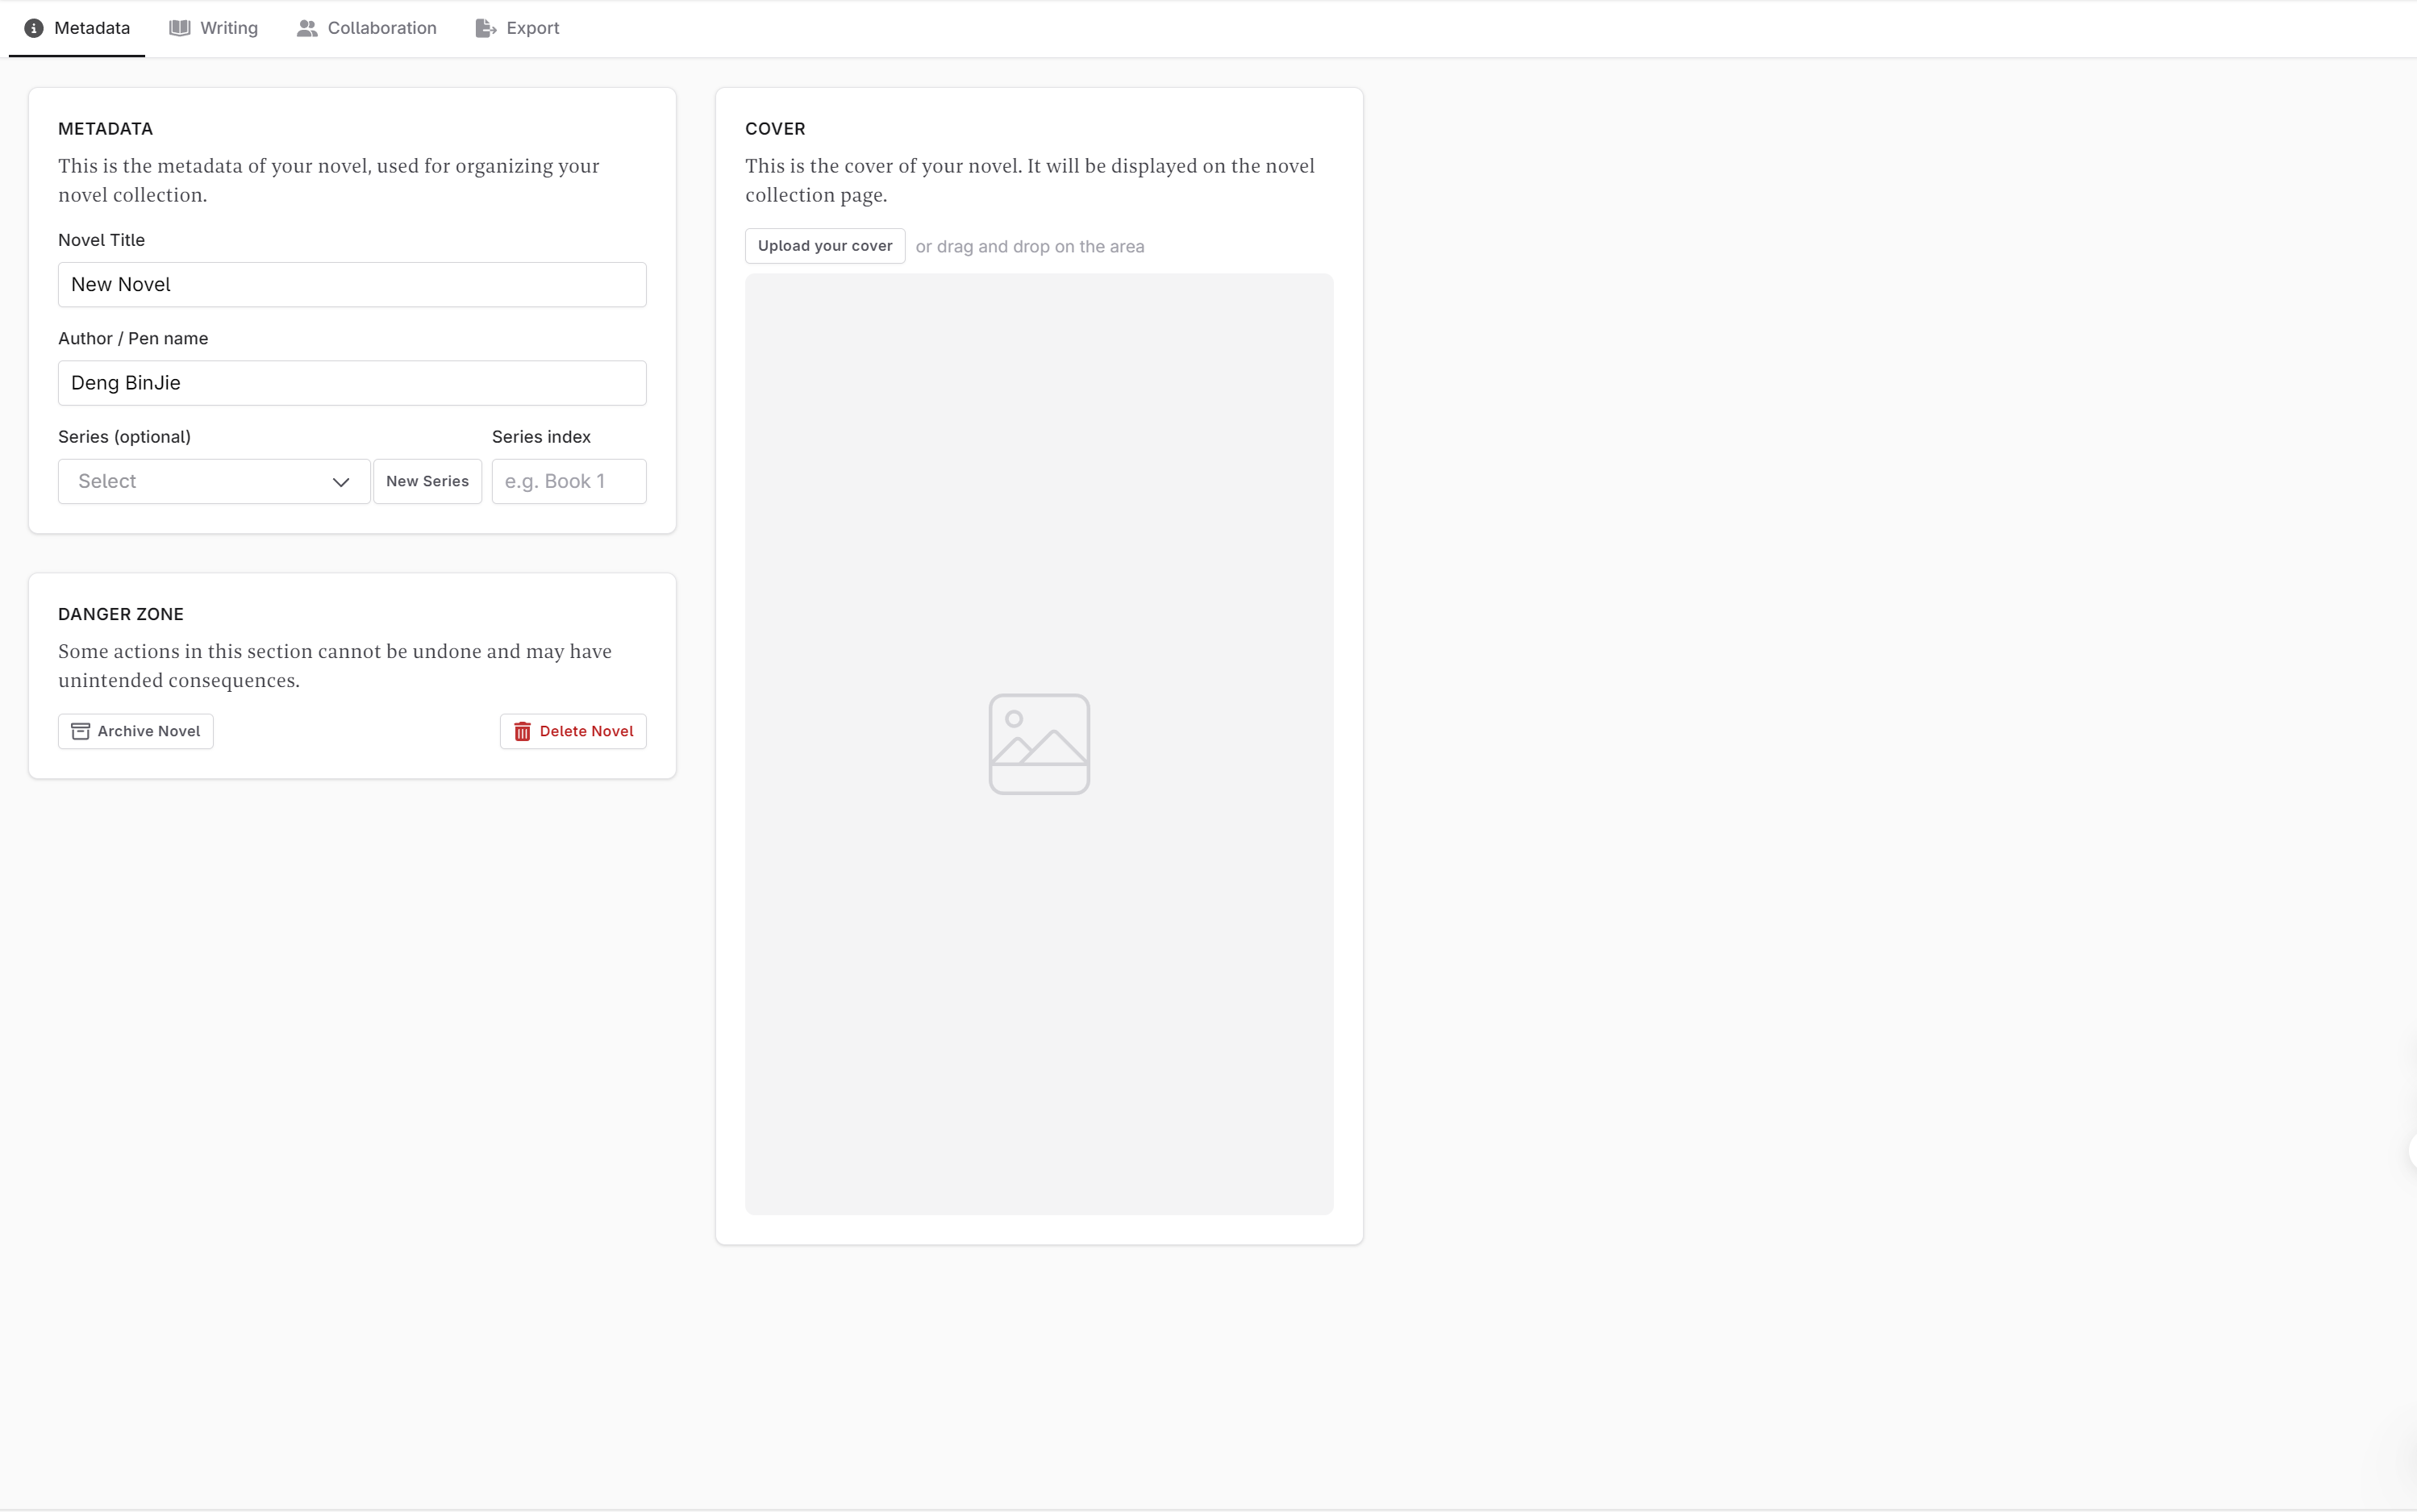 Metadata
Writing
Collaboration
Export
METADATA
This is the metadata of your novel, used for organizing your
novel collection.
Novel Title
New Novel
Author / Pen name
Deng BinJie
Series (optional)
Series index
Select
New Series
e.g. Book 1
DANGER ZONE
Some actions in this section cannot be undone and may have
unintended consequences.
Archive Novel
Delete Novel
COVER
This is the cover of your novel. It will be displayed on the novel
collection page.
Upload your cover
or drag and drop on the area